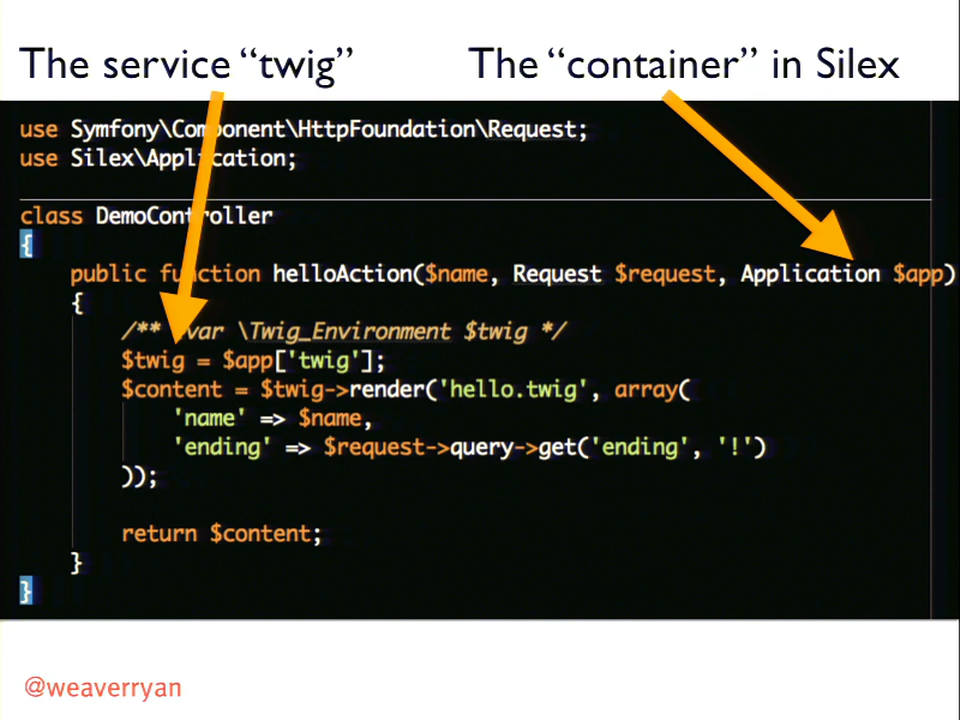 The service “twig” The “container” in Silex
use Symfony\Component\HttpFoundation\Request;
use Silex\Application;
class DemoController
{
public function helloAction($name, Request $request, Application $app)
{
/** var \Twig_Environment $twig */
$twig = $app['twig'];
$content = $twig->render('hello.twig', array(
'name' => $name,
'ending' => $request->query->get('ending', '!')
));
return $content;
}
}
@weaverryan